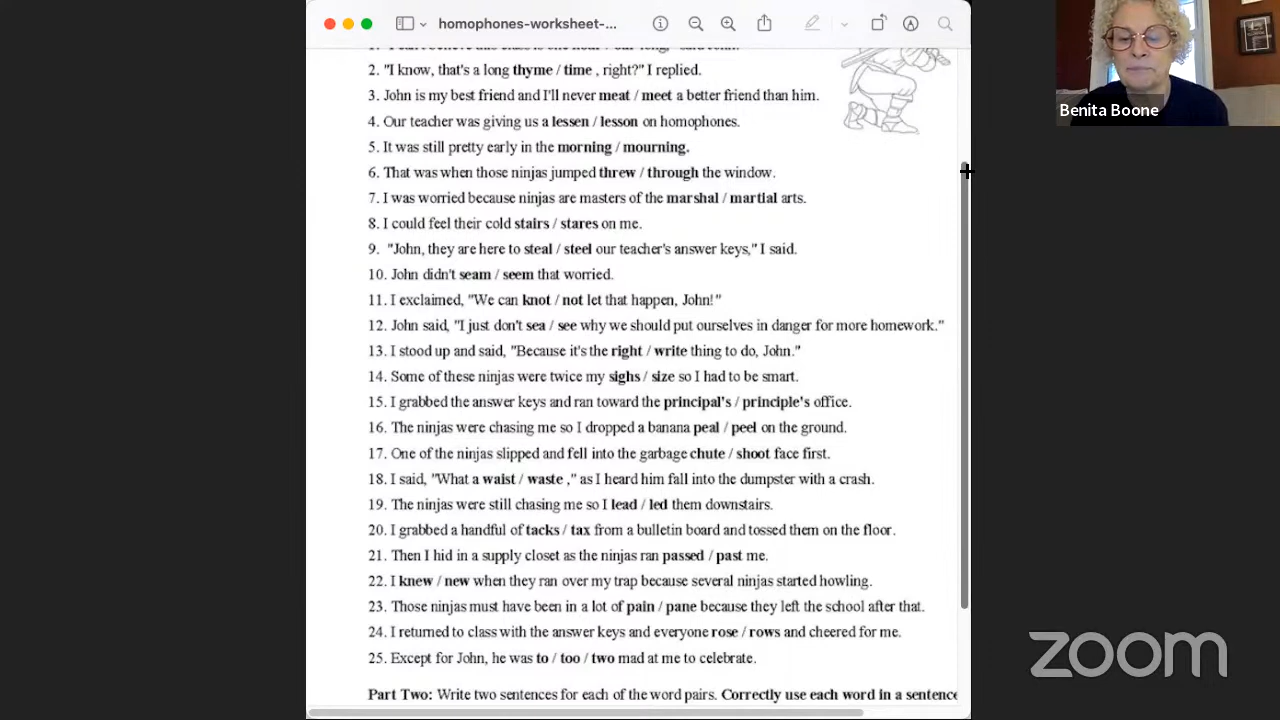 homophones-worksheet-...
Benita Boone
2. "I know, that's a long thyme / time , right?" I replied.
3. John is my best friend and I'll never meat / meet a better friend than him.
4. Our teacher was giving us a lessen / lesson on homophones.
5. It was still pretty early in the morning / mourning.
6. That was when those ninjas jumped threw / through the window.
7. I was worried because ninjas are masters of the marshal / martial arts.
8. I could feel their cold stairs / stares on me.
9. "John, they are here to steal / steel our teacher's answer keys," I said.
10. John didn't seam / seem that worried.
11. I exclaimed, "We can knot / not let that happen, John!"
12. John said, "I just don't sea / see why we should put ourselves in danger for more homework."
13. I stood up and said, "Because it's the right / write thing to do, John."
14. Some of these ninjas were twice my sighs / size so I had to be smart.
15. I grabbed the answer keys and ran toward the principal's / principle's office.
16. The ninjas were chasing me so I dropped a banana peal / peel on the ground.
17. One of the ninjas slipped and fell into the garbage chute / shoot face first.
18. I said, "What a waist / waste ," as I heard him fall into the dumpster with a crash.
19. The ninjas were still chasing me so I lead / led them downstairs.
20. I grabbed a handful of tacks / tax from a bulletin board and tossed them on the floor.
21. Then I hid in a supply closet as the ninjas ran passed / past me.
22. I knew / new when they ran over my trap because several ninjas started howling.
23. Those ninjas must have been in a lot of pain / pane because they left the school after that.
24. I returned to class with the answer keys and everyone rose / rows and cheered for me.
25. Except for John, he was to / too / two mad at me to celebrate.
Part Two: Write two sentences for each of the word pairs. Correctly use each word in a sentence
zoom